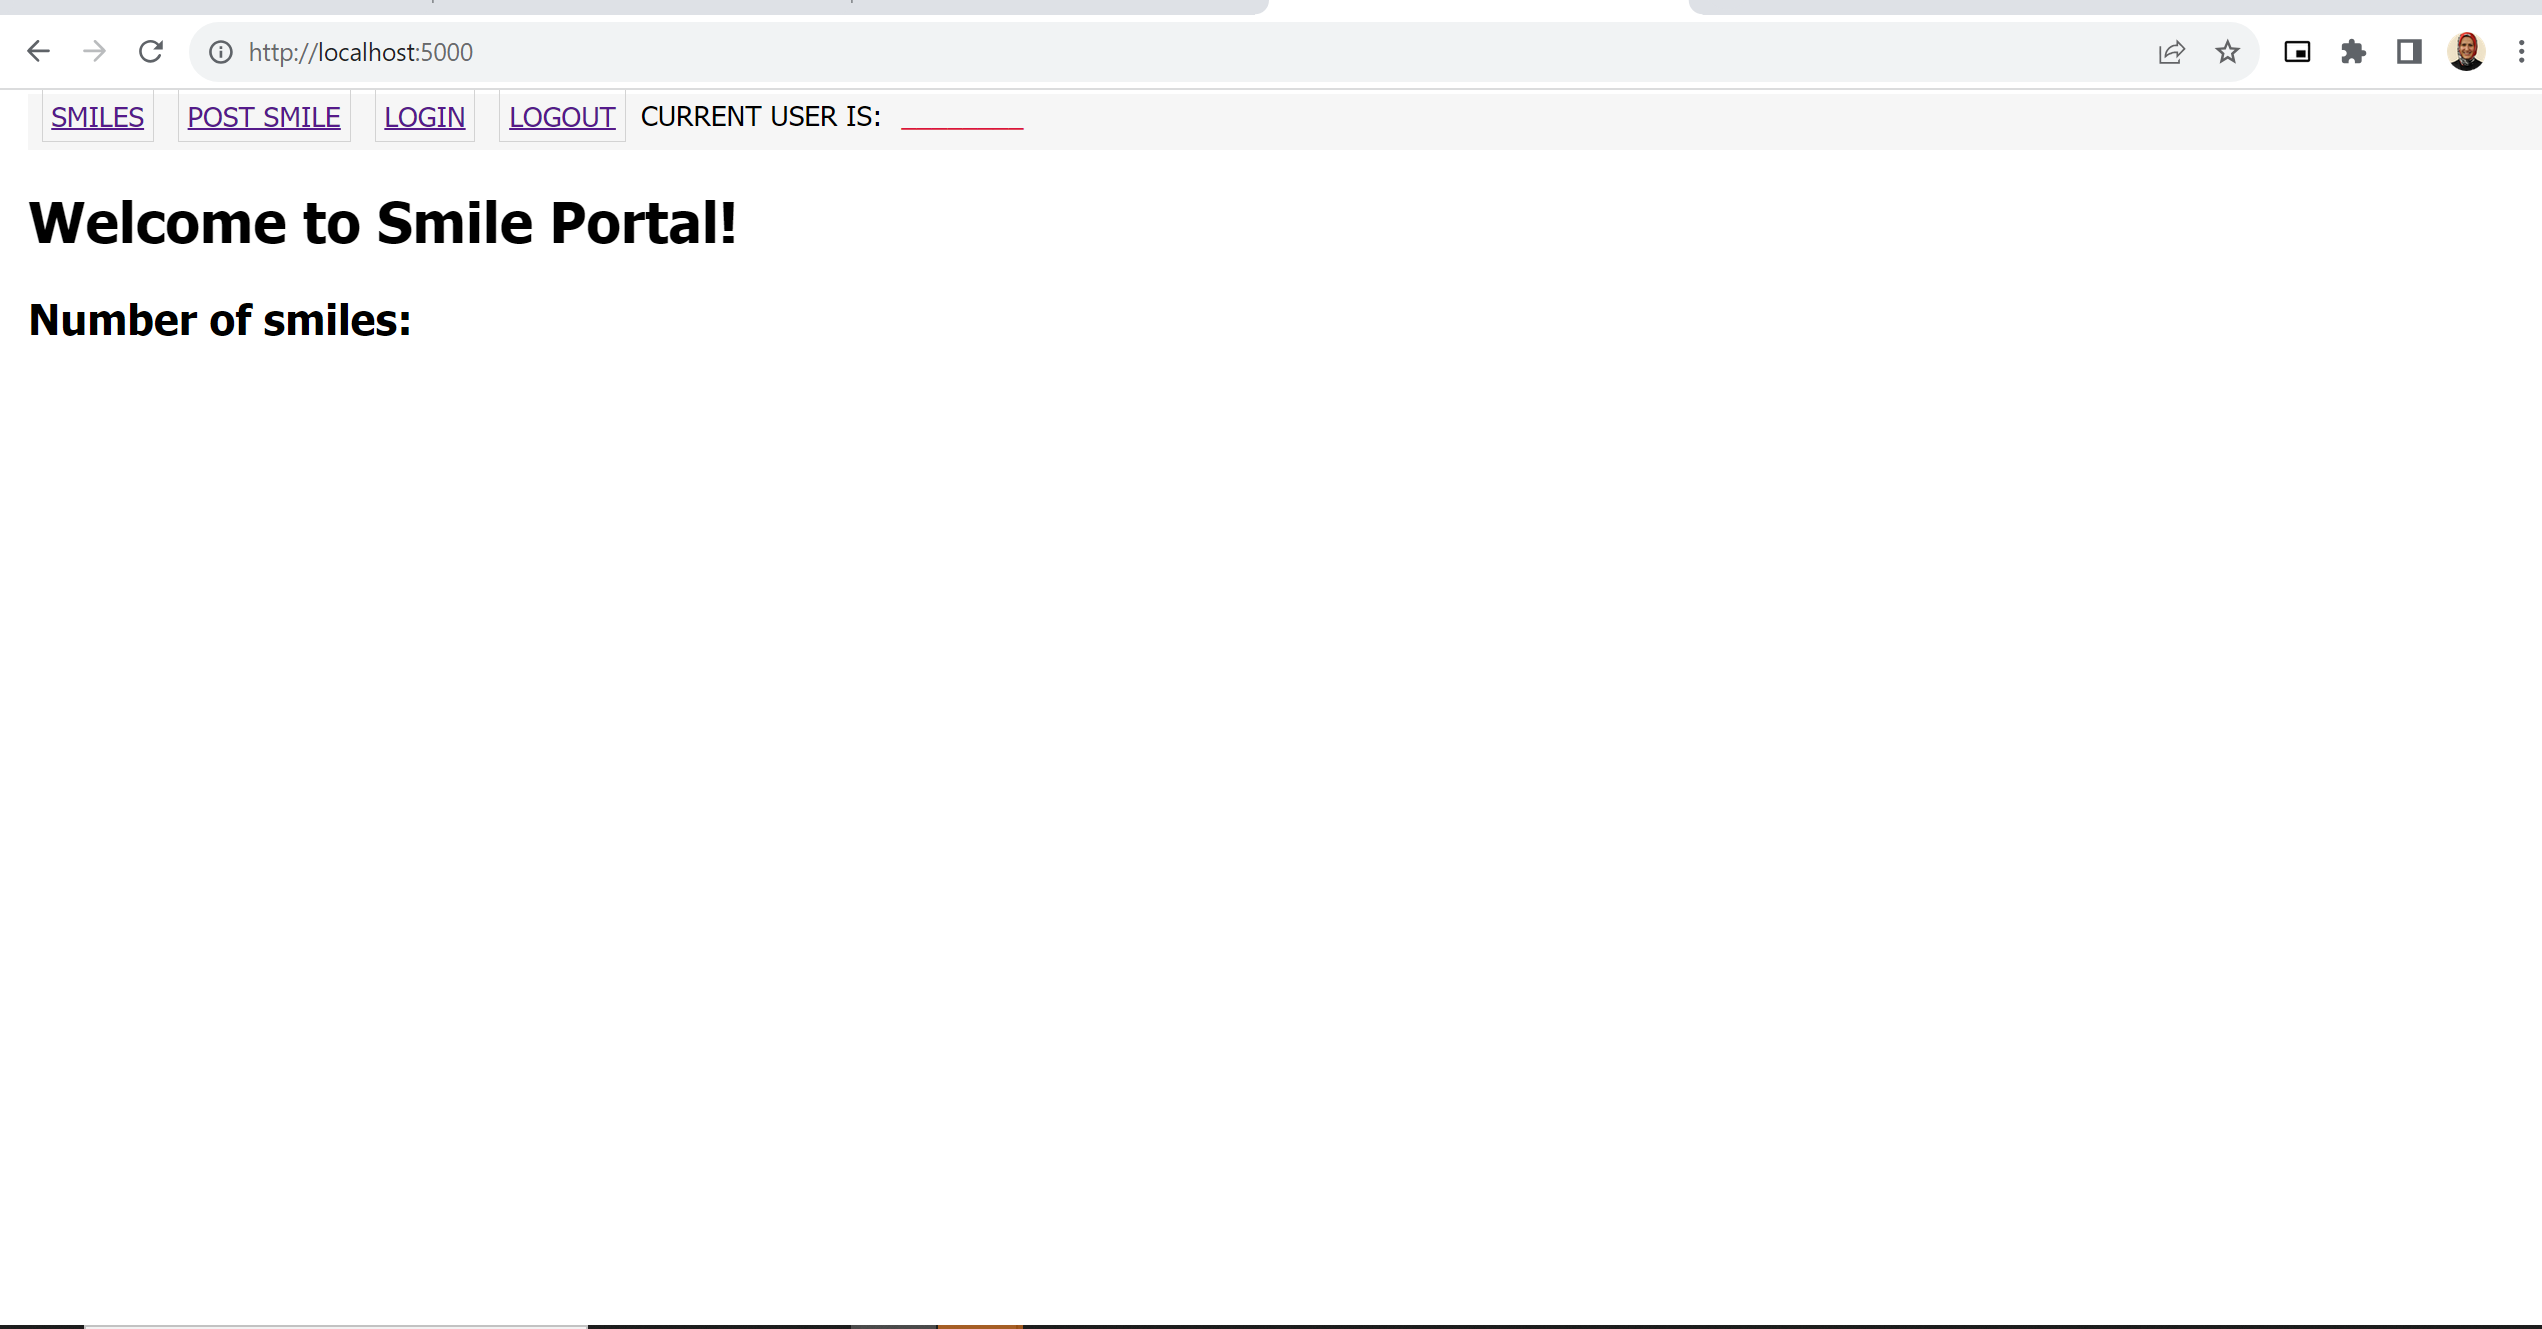 http://localhost:5000
SMILES POST SMILE LOGIN LOGOUT CURRENT USER IS: ________
Welcome to Smile Portal!
Number of smiles: